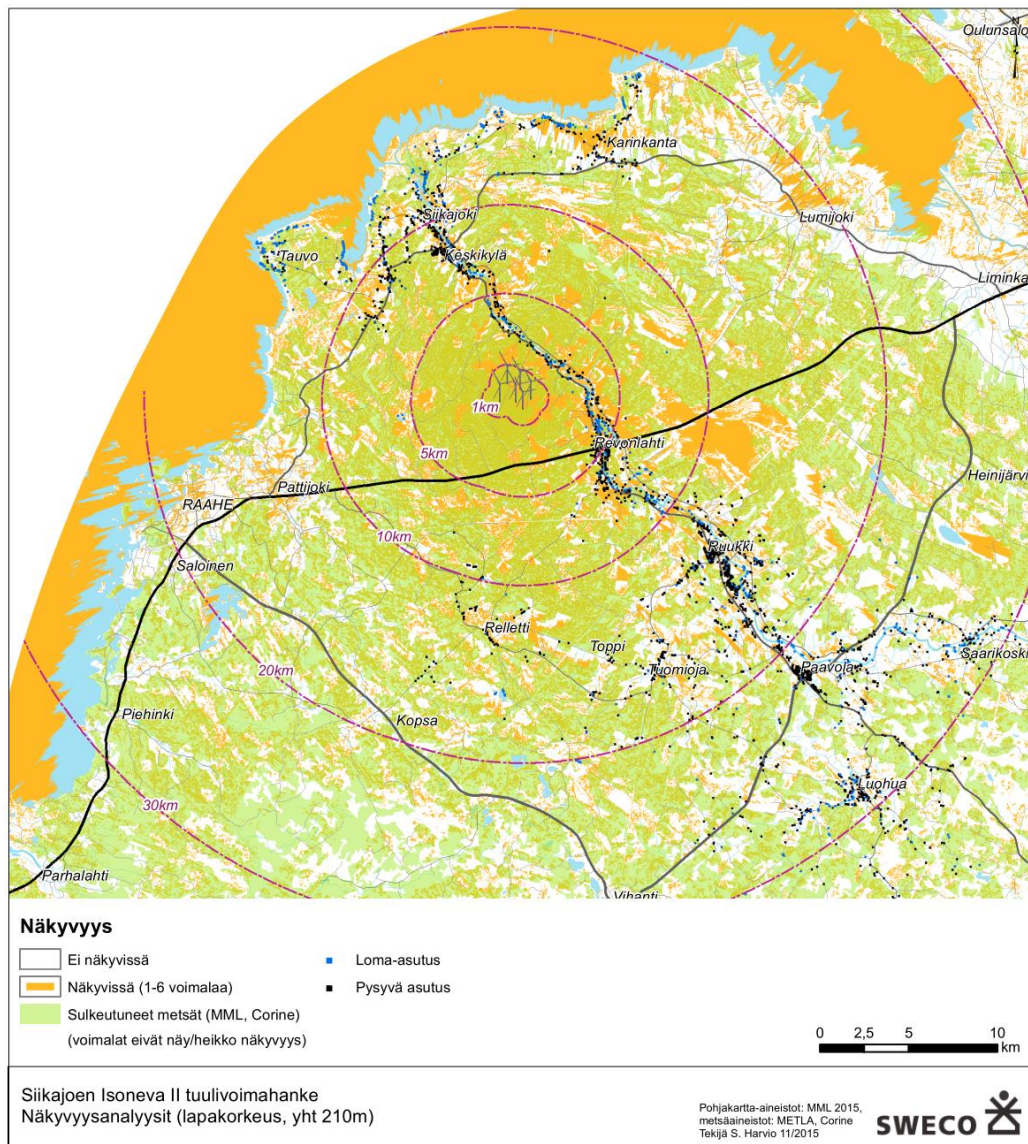 Oulunsalo
N
Karinkanta
Siikajoki
Lumijoki
Keskikylä
Tauvo
Liminka
1km
5km
Revonlahti
Heinijärvi
Pattijoki
RAAHE
10km
Ruukki
Saloinen
Relletti
Toppi
Saarikoski
20km
Tuomioja
Paavola
Piehinki
Kopsa
30km
Luohua
Parhalahti
Vihanti
Näkyvyys
Ei näkyvissä
Näkyvissä (1-6 voimalaa)
Sulkeutuneet metsät (MML, Corine)
(voimalat eivät näy/heikko näkyvyys)
Loma-asutus
Pysyvä asutus
0 2,5 5 10
km
Siikajoen Isoneva II tuulivoimahanke
Näkyvyysanalyysit (lapakorkeus, yht 210m)
Pohjakartta-aineistot: MML 2015,
metsäaineistot: METLA, Corine
Tekijä S. Harvio 11/2015
SWECO